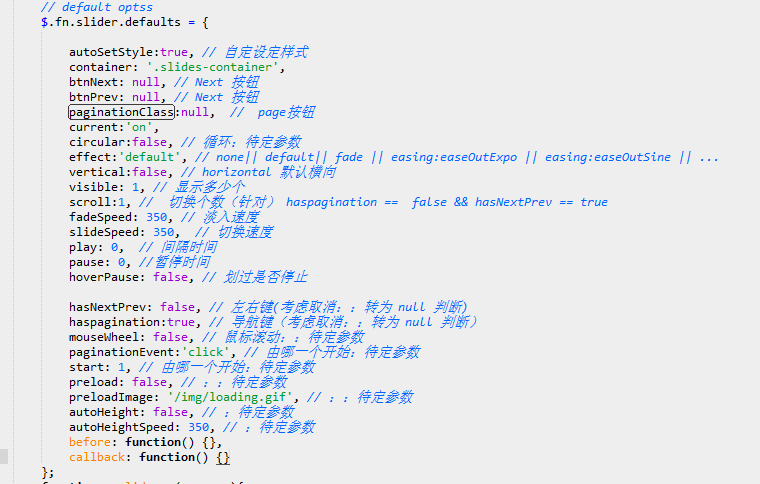 // default optss
$.fn.slider.defaults = {
autoSetStyle:true, // 自定设定样式
container: '.slides-container',
btnNext: null, // Next 按钮
btnPrev: null, // Next 按钮
paginationClass:null,  //  page按钮
current:'on',
circular:false, // 循环: 待定参数
effect:'default', // none|| default|| fade || easing:easeOutExpo || easing:easeOutSine || ...
vertical:false, // horizontal 默认横向
visible: 1, // 显示多少个
scroll:1, //  切换个数（针对） haspagination ==  false && hasNextPrev == true
fadeSpeed: 350, // 淡入速度
slideSpeed: 350,  // 切换速度
play: 0,  // 间隔时间
pause: 0, //暂停时间
hoverPause: false, // 划过是否停止
hasNextPrev: false, // 左右键(考虑取消：：转为 null 判断)
haspagination:true, // 导航键（考虑取消：：转为 null 判断）
mouseWheel: false, // 鼠标滚动：：待定参数
paginationEvent:'click', // 由哪一个开始：待定参数
start: 1, // 由哪一个开始：待定参数
preload: false, // ：：待定参数
preloadImage: '/img/loading.gif', // ：：待定参数
autoHeight: false, // ：待定参数
autoHeightSpeed: 350, // ：待定参数
before: function() {},
callback: function() {}
};